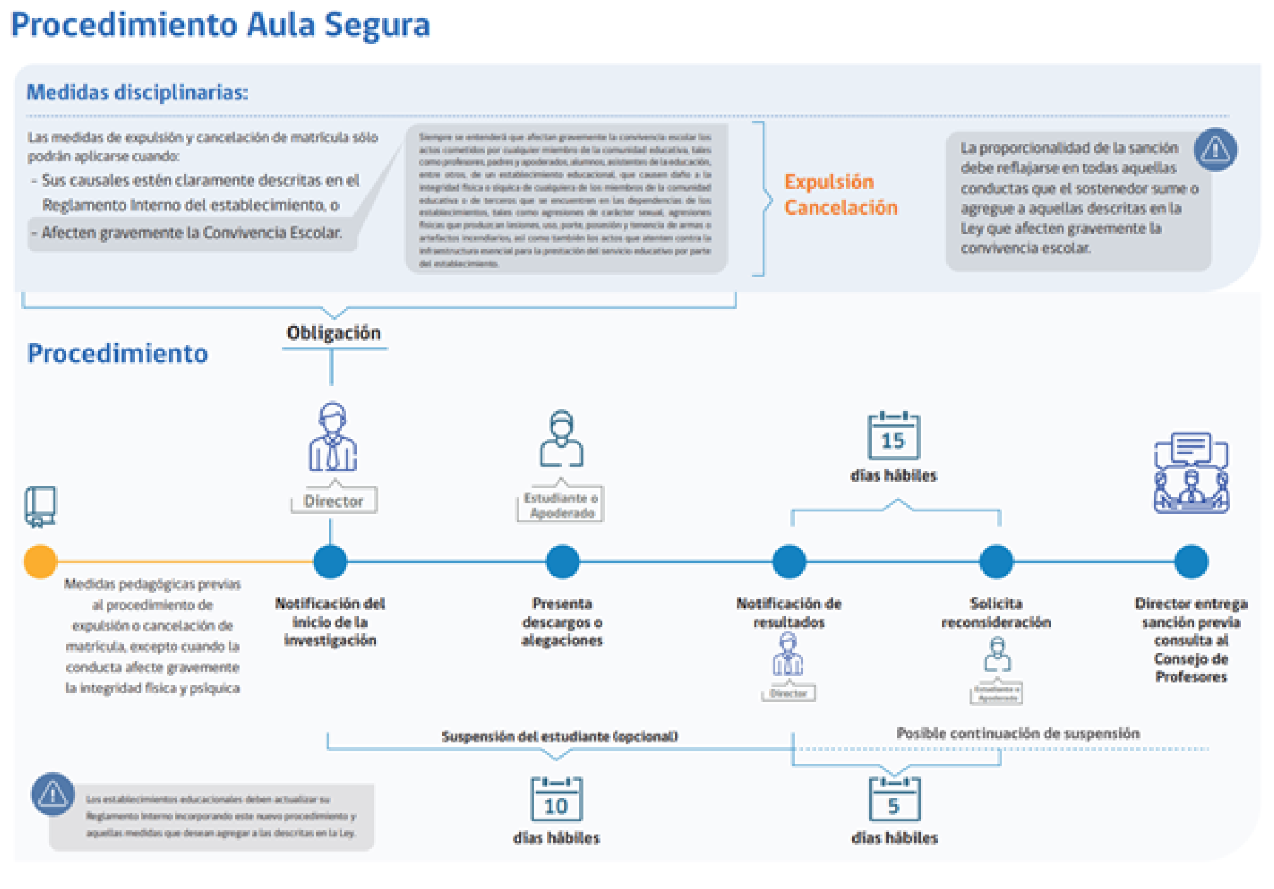 Procedimiento Aula Segura
Medidas disciplinarias:
Las medidas de expulsión y cancelación de matrícula sólo
podrán aplicarse cuando:
- Sus causales estén claramente descritas en el
Reglamento Interno del establecimiento, o
- Afecten gravemente la Convivencia Escolar.
Siempre se entenderá que afectan gravemente la convivencia escolar los
actos cometidos por cualquier miembro de la comunidad educativa, tales
como profesores, padres y apoderados, alumnos, asistentes de la educación,
entre otros, de un establecimiento educacional, que causen daño a la
integridad física o síquica de cualquiera de los miembros de la comunidad
educativa o de terceros que se encuentren en las dependencias de los
establecimientos, tales como agresiones de carácter sexual, agresiones
físicas que produzcan lesiones, uso, porte, posesión y tenencia de armas o
artefactos incendiarios, así como también los actos que atenten contra la
infraestructura esencial para la prestación del servicio educativo por parte
del establecimiento.
Expulsión
Cancelación
La proporcionalidad de la sanción
debe reflajarse en todas aquellas
conductas que el sostenedor sume o
agregue a aquellas descritas en la
Ley que afecten gravemente la
convivencia escolar.
Obligación
Procedimiento
Director
Estudiante o
Apoderado
15
días hábiles
Medidas pedagógicas previas
al procedimiento de
expulsión o cancelación de
matrícula, excepto cuando la
conducta afecte gravemente
la integridad física y psíquica
Notificación del
inicio de la
investigación
Presenta
descargos o
alegaciones
Notificación de
resultados
Director
Solicita
reconsideración
Estudiante o
Apoderado
Director entrega
sanción previa
consulta al
Consejo de
Profesores
Suspensión del estudiante (opcional)
Posible continuación de suspensión
10
días hábiles
5
días hábiles
Los establecimientos educacionales deben actualizar su
Reglamento Interno incorporando este nuevo procedimiento y
aquellas medidas que desean agregar a las descritas en la Ley.